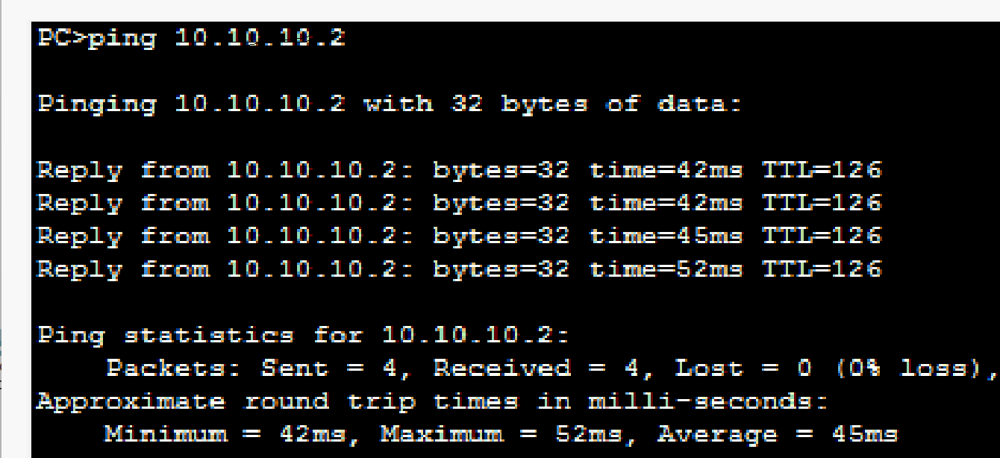 PC>ping 10.10.10.2
Pinging 10.10.10.2 with 32 bytes of data:
Reply from 10.10.10.2: bytes=32 time=42ms TTL=126
Reply from 10.10.10.2: bytes=32 time=42ms TTL=126
Reply from 10.10.10.2: bytes=32 time=45ms TTL=126
Reply from 10.10.10.2: bytes=32 time=52ms TTL=126
Ping statistics for 10.10.10.2:
Packets: Sent = 4, Received = 4, Lost = 0 (0% loss),
Approximate round trip times in milli-seconds:
Minimum = 42ms, Maximum = 52ms, Average = 45ms